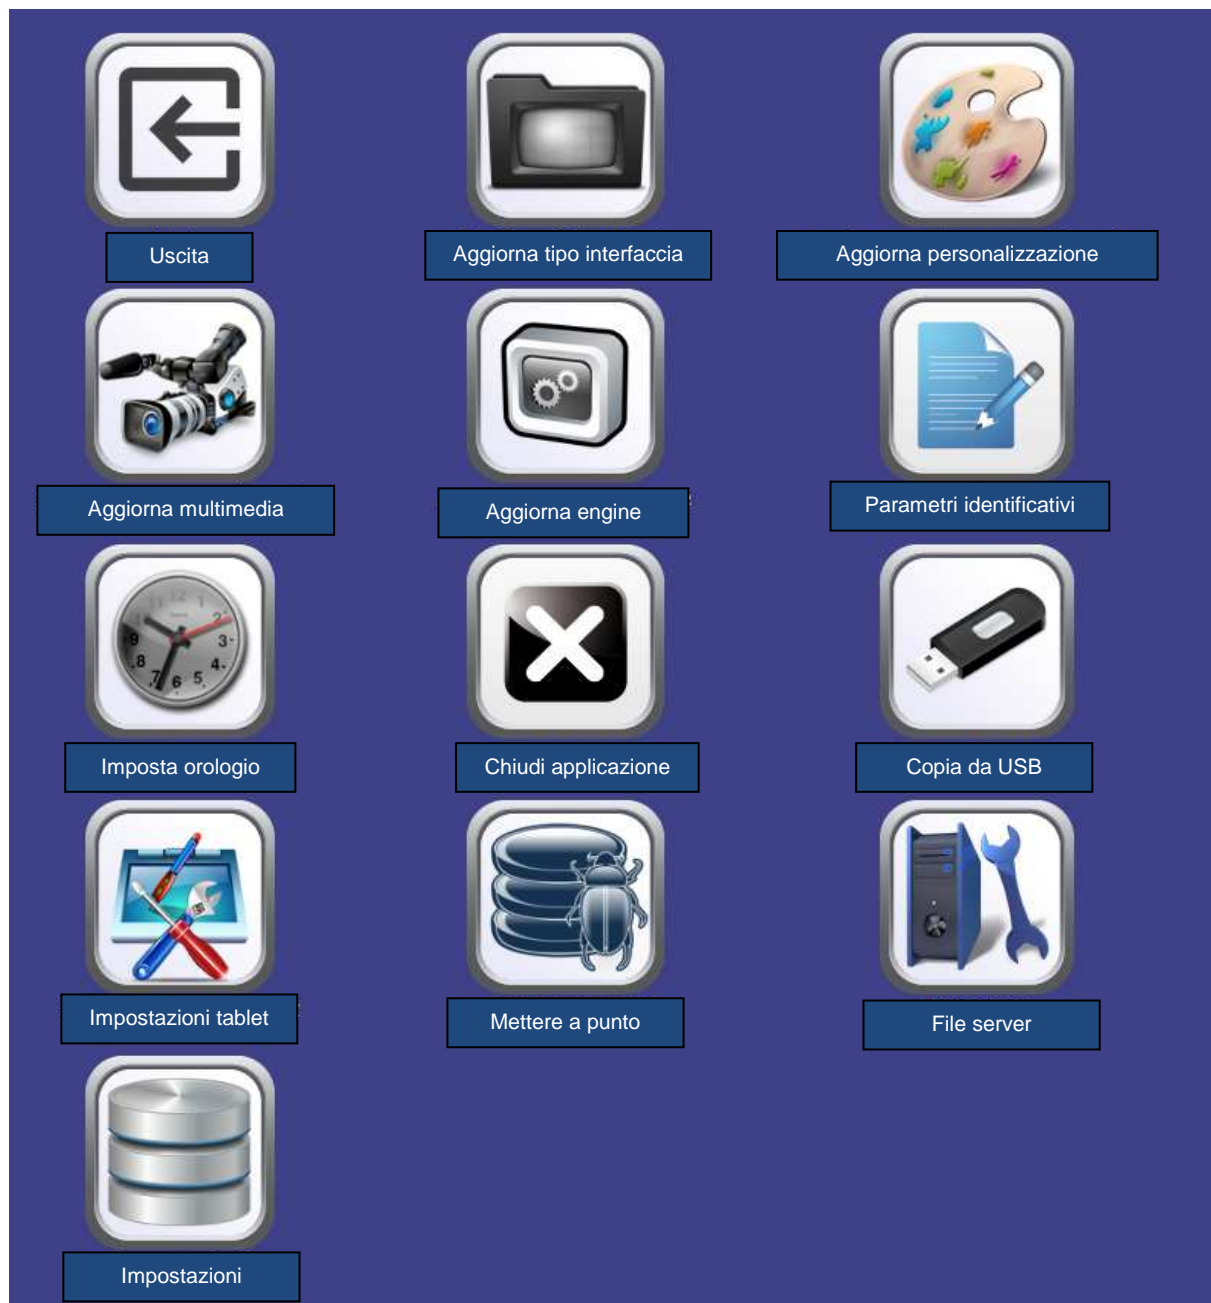 Uscita
Aggiorna tipo interfaccia
Aggiorna personalizzazione
Aggiorna multimedia
Aggiorna engine
Parametri identificativi
Imposta orologio
Chiudi applicazione
Copia da USB
Impostazioni tablet
Mettere a punto
File server
Impostazioni